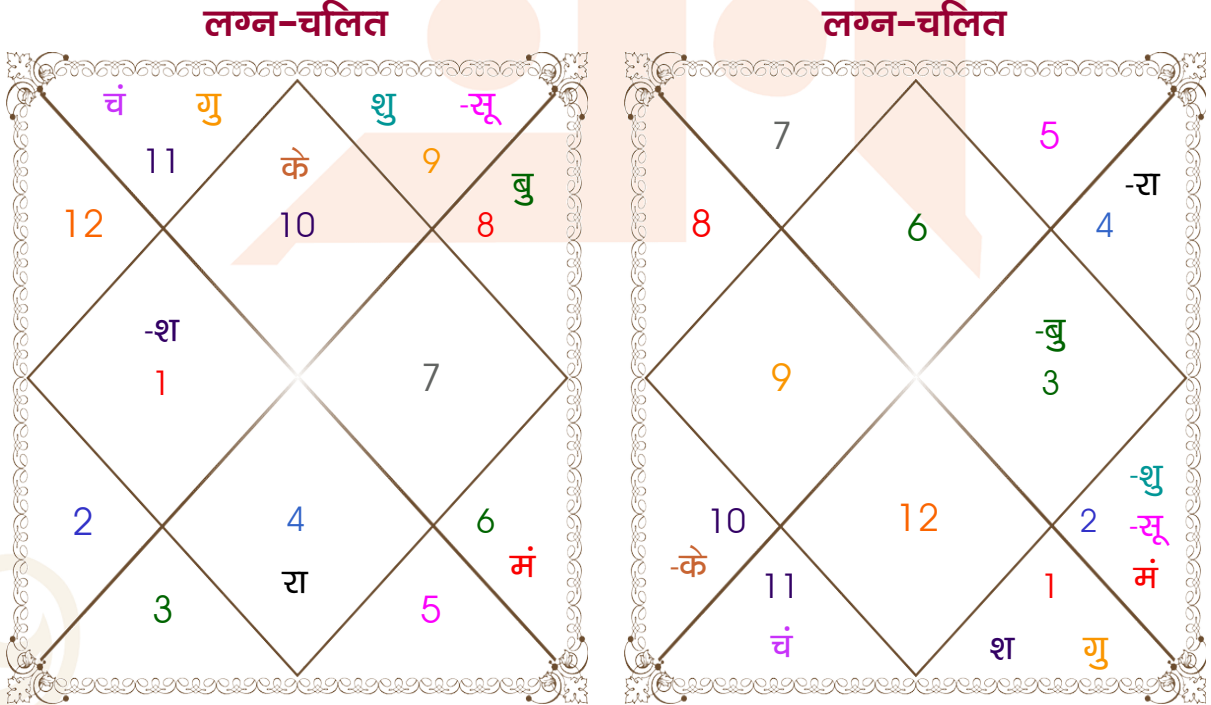 लग्न-चलित
चं गु शु -सू
11 के 9 बु
12 10 8
-श
1 7
2 4 6
रा मं
3 5
लग्न-चलित
7 5
-रा
8 6 4
-बु
9 3
-शु
10 12 2 -सू
-के 11 1 मं
चं श गु